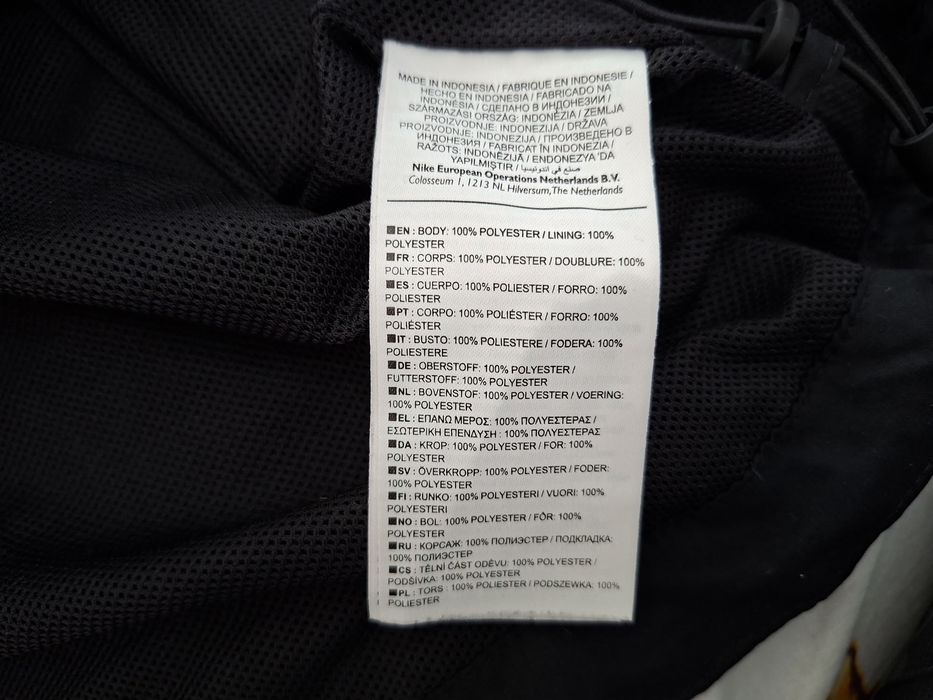 MADE IN INDONESIA / FABRIQUE EN INDONESIE /
HECHO EN INDONESIA / FABRICADO NA
INDONÉSIA / СДЕЛАНО В ИНДОНЕЗИИ /
SZÁRMAZÁSI ORSZÁG: INDONÉZIA / ZEMLJA
PROIZVODNJE: INDONEZIJA / DRŽAVA
PROIZVODNJE: INDONEZIJA / ПРОИЗВЕДЕНО В
ИНДОНЕЗИЯ / FABRICAT ÎN INDONEZIA /
RAŽOTS: INDONĒZIJĀ / ENDONEZYA 'DA
YAPILMIŞTIR / صنع في اندونيسيا
Nike European Operations Netherlands B.V.
Colosseum 1, 1213 NL Hilversum, The Netherlands
EN : BODY: 100% POLYESTER / LINING: 100%
POLYESTER
FR : CORPS: 100% POLYESTER / DOUBLURE: 100%
POLYESTER
ES : CUERPO: 100% POLIESTER / FORRO: 100%
POLIESTER
PT : CORPO: 100% POLIÉSTER / FORRO: 100%
POLIÉSTER
IT : BUSTO: 100% POLIESTERE / FODERA: 100%
POLIESTERE
DE : OBERSTOFF: 100% POLYESTER /
FUTTERSTOFF: 100% POLYESTER
NL : BOVENSTOF: 100% POLYESTER / VOERING:
100% POLYESTER
EL : ΕΠΑΝΩ ΜΕΡΟΣ: 100% ΠΟΛΥΕΣΤΕΡΑΣ /
ΕΣΩΤΕΡΙΚΗ ΕΠΕΝΔΥΣΗ : 100% ΠΟΛΥΕΣΤΕΡΑΣ
DA : KROP: 100% POLYESTER / FOR: 100%
POLYESTER
SV : ÖVERKROPP: 100% POLYESTER / FODER:
100% POLYESTER
FI : RUNKO: 100% POLYESTERI / VUORI: 100%
POLYESTERI
NO : BOL: 100% POLYESTER / FÔR: 100%
POLYESTER
RU : КОРСАЖ: 100% ПОЛИЭСТЕР / ПОДКЛАДКА:
100% ПОЛИЭСТЕР
CS : TĚLNÍ ČÁST ODĚVU: 100% POLYESTER /
PODŠÍVKA: 100% POLYESTER
PL : TORS : 100% POLIESTER / PODSZEWKA: 100%
POLIESTER